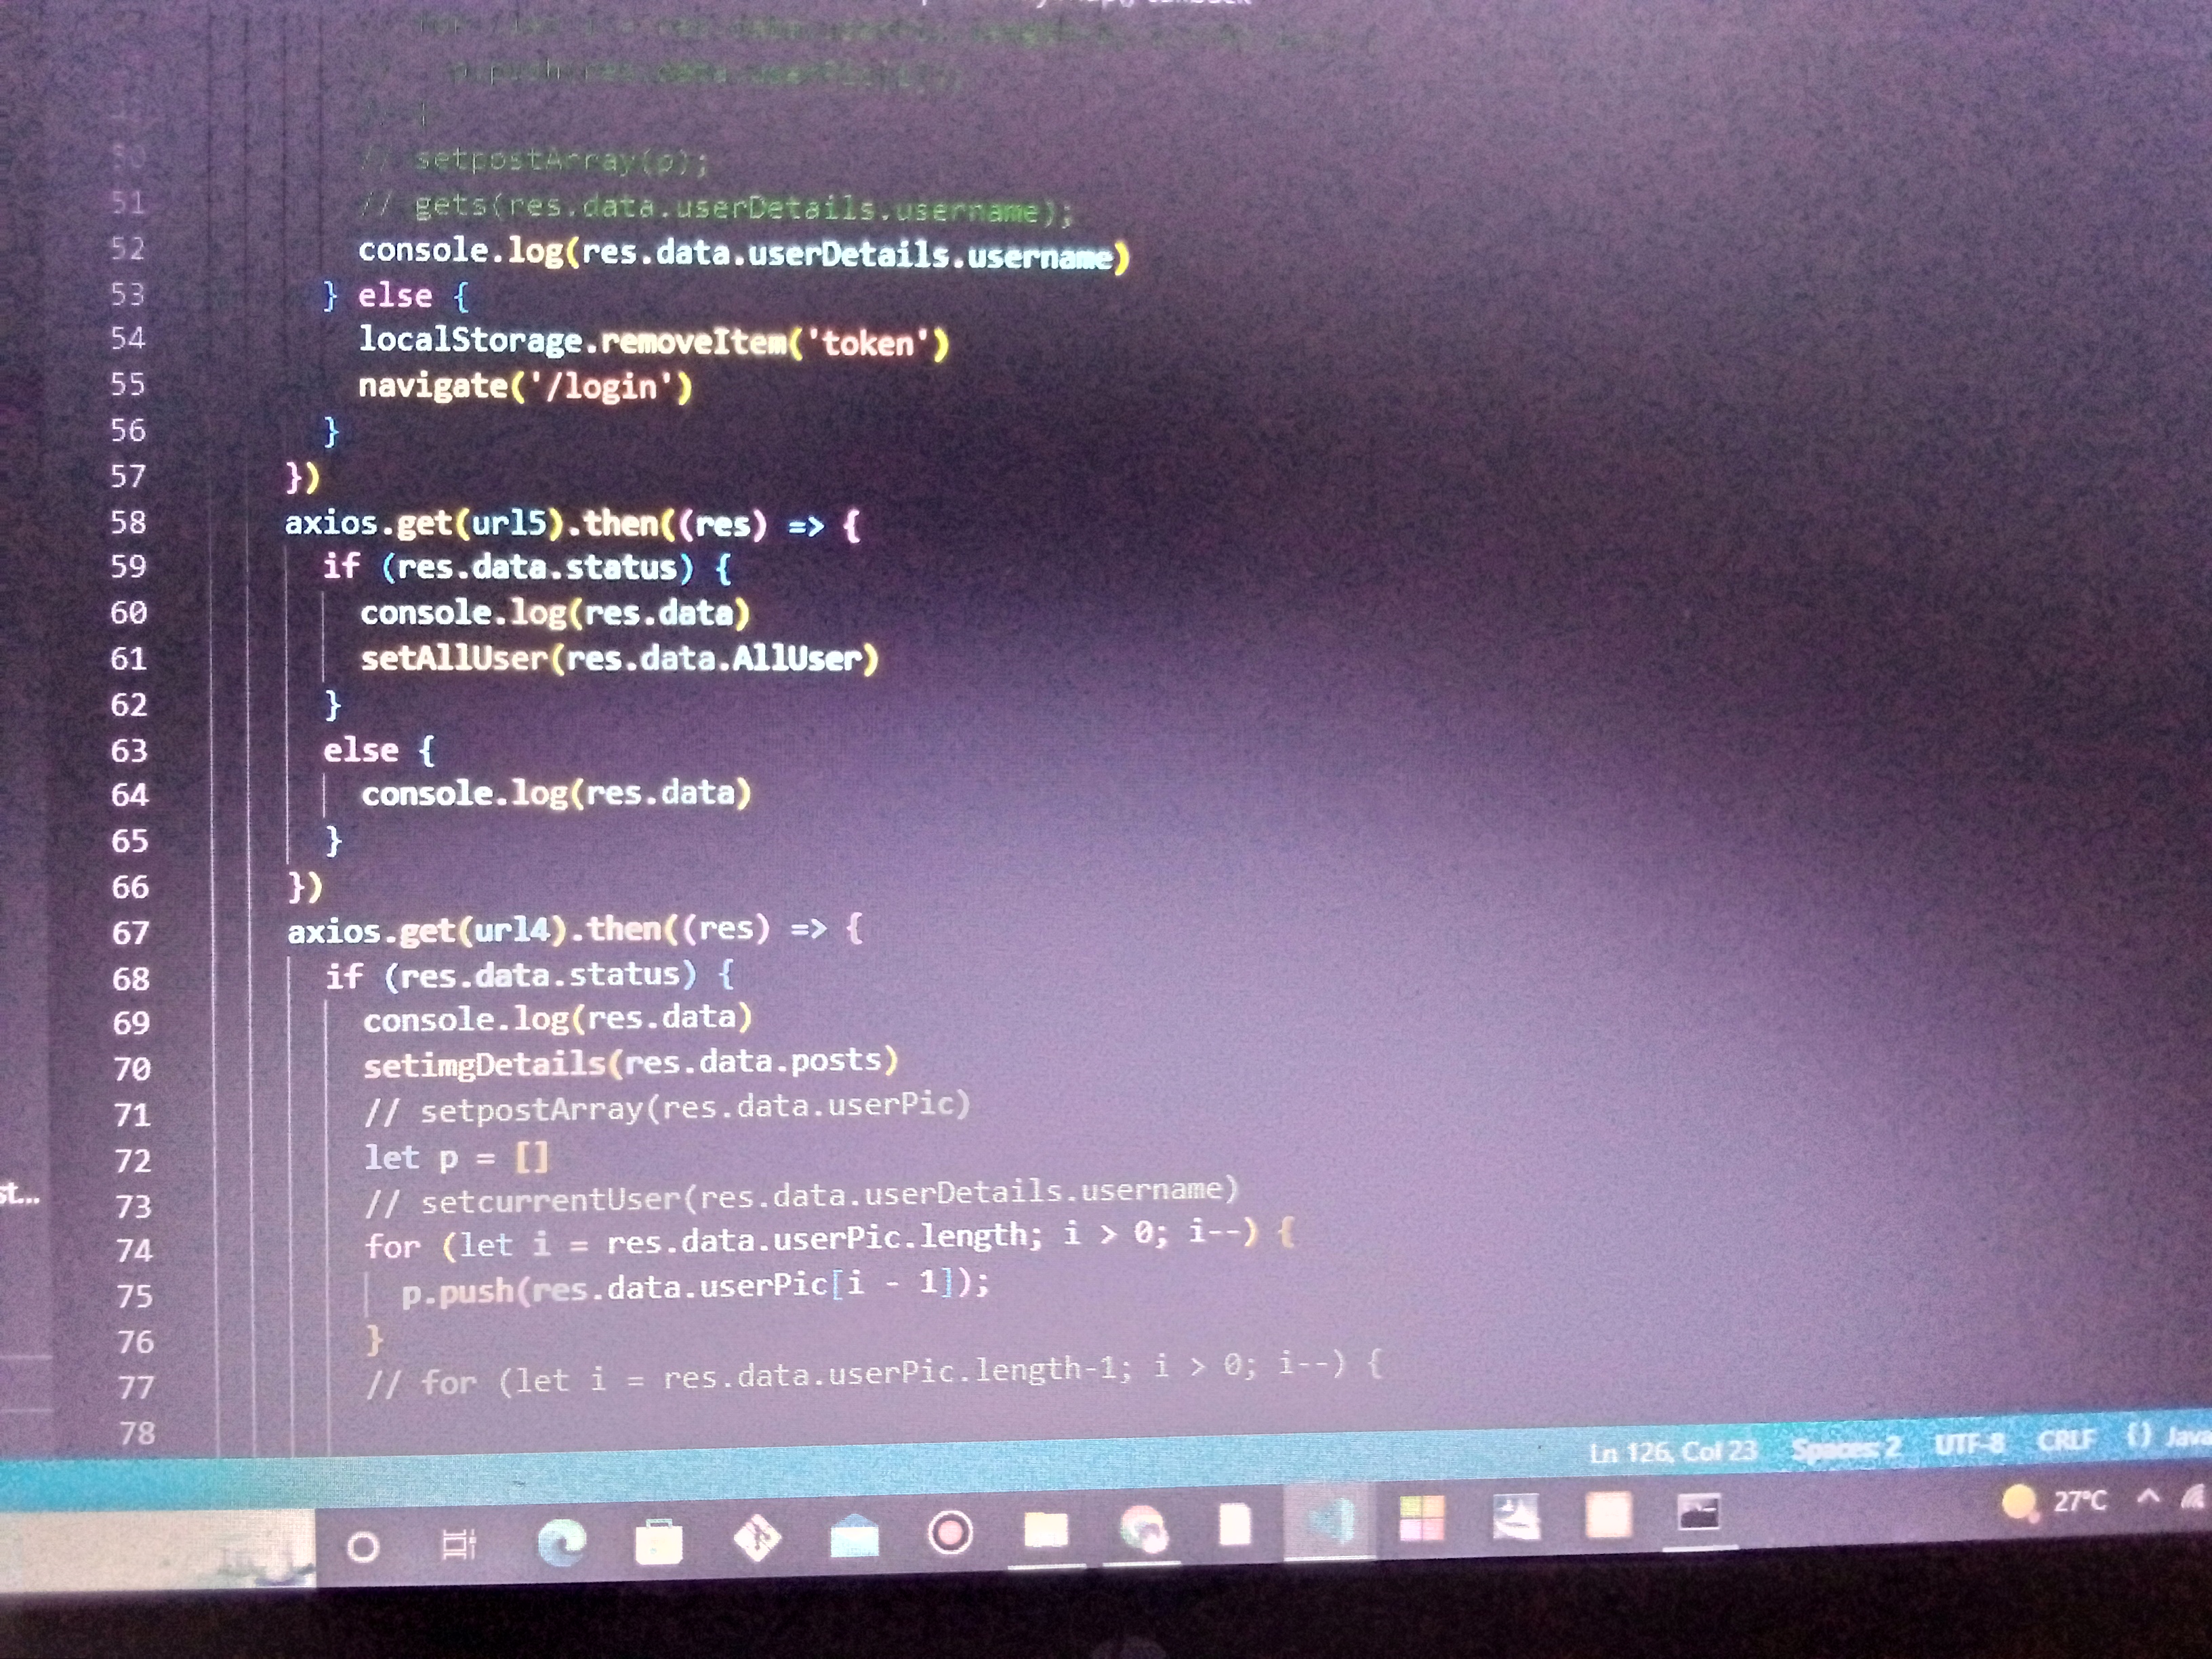 // setpostArray(p);
51 // gets(res.data.userDetails.username);
52 console.log(res.data.userDetails.username)
53 } else {
54 localStorage.removeItem('token')
55 navigate('/login')
56 }
57 })
58 axios.get(url5).then((res) => {
59 if (res.data.status) {
60 console.log(res.data)
61 setAllUser(res.data.AllUser)
62 }
63 else {
64 console.log(res.data)
65 }
66 })
67 axios.get(url4).then((res) => {
68 if (res.data.status) {
69 console.log(res.data)
70 setimgDetails(res.data.posts)
71 // setpostArray(res.data.userPic)
72 let p = []
73 // setcurrentUser(res.data.userDetails.username)
74 for (let i = res.data.userPic.length; i > 0; i--) {
75 p.push(res.data.userPic[i - 1]);
76 }
77 // for (let i = res.data.userPic.length-1; i > 0; i--) {
78
st...
Ln 126, Col 23 Spaces: 2 UTF-8 CRLF {} Java
27°C